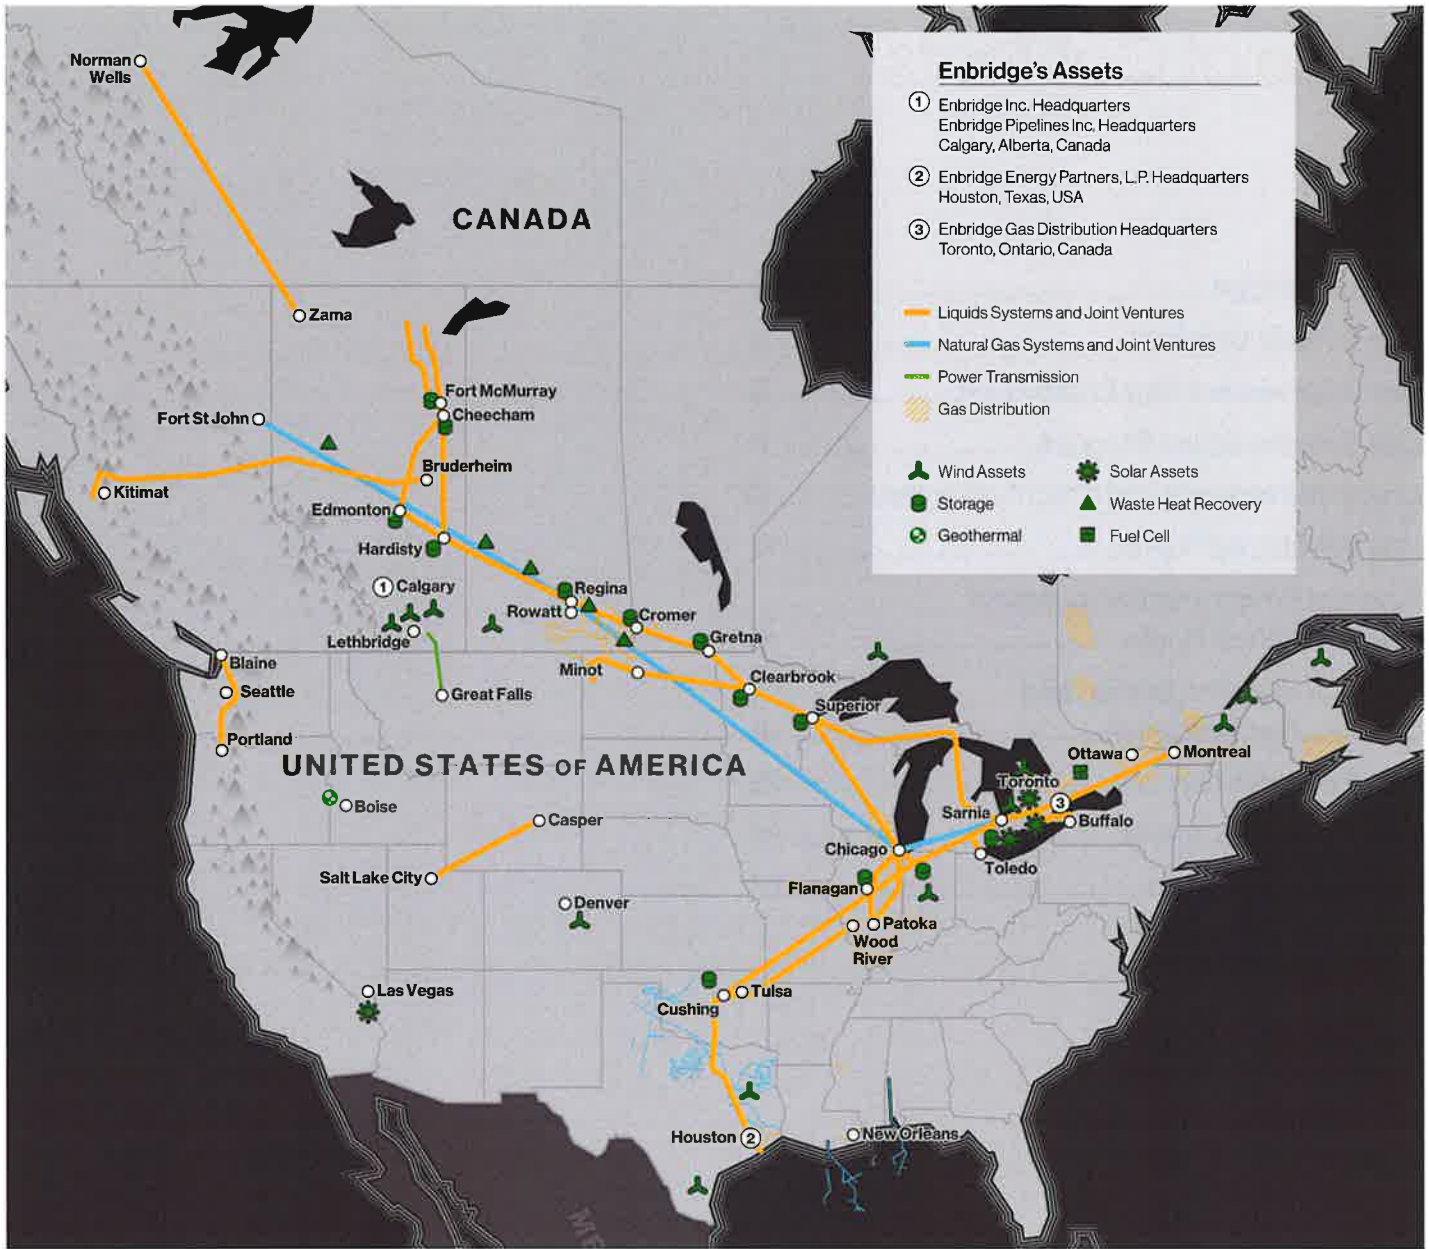 Enbridge's Assets
1 Enbridge Inc. Headquarters
Enbridge Pipelines Inc, Headquarters
Calgary, Alberta, Canada
2 Enbridge Energy Partners, L.P. Headquarters
Houston, Texas, USA
3 Enbridge Gas Distribution Headquarters
Toronto, Ontario, Canada
Liquids Systems and Joint Ventures
Natural Gas Systems and Joint Ventures
Power Transmission
Gas Distribution
Wind Assets
Solar Assets
Storage
Waste Heat Recovery
Geothermal
Fuel Cell
Norman
Wells
CANADA
Zama
Fort McMurray
Cheecham
Fort St John
Bruderheim
Kitimat
Edmonton
Hardisty
1 Calgary
Regina
Rowatt
Cromer
Lethbridge
Gretna
Blaine
Minot
Clearbrook
Seattle
Great Falls
Superior
Portland
UNITED STATES OF AMERICA
Ottawa
Montreal
Toronto
3
Boise
Casper
Sarnia
Buffalo
Chicago
Toledo
Salt Lake City
Flanagan
Denver
Patoka
Wood
River
Las Vegas
Tulsa
Cushing
Houston 2
New Orleans
ME